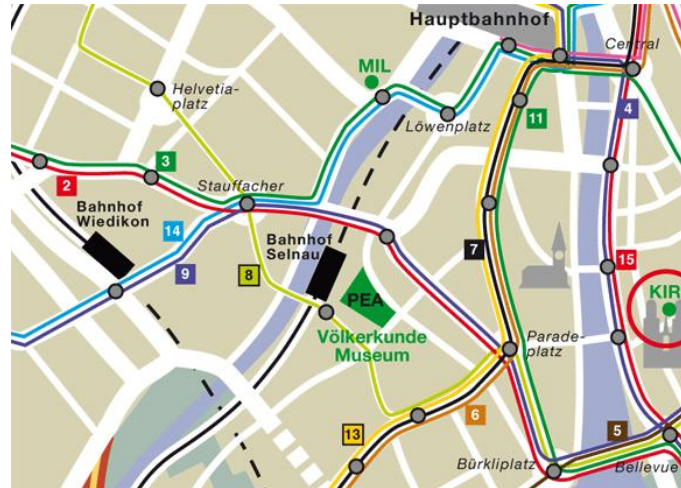 Hauptbahnhof
Central
MIL
Helvetia-
platz
Löwenplatz
11
4
3
2
Stauffacher
Bahnhof
Wiedikon
14
9
8
Bahnhof
Selnau
7
15
PEA
KIR
Völkerkunde
Museum
Parade-
platz
6
13
5
Bürkliplatz
Bellevue